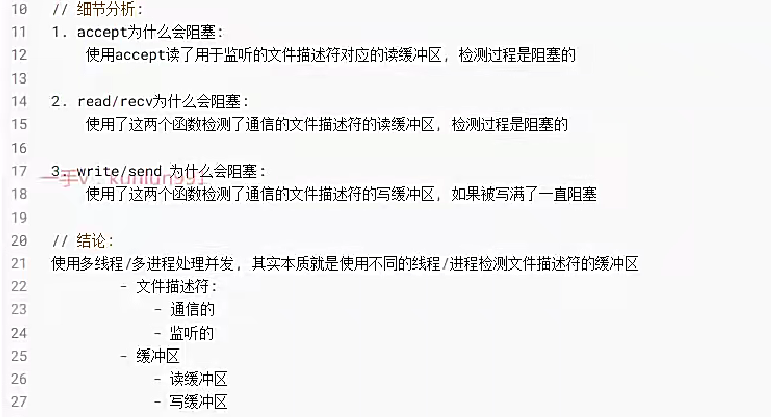 10 // 细节分析:
11 1. accept为什么会阻塞:
12 使用accept读了用于监听的文件描述符对应的读缓冲区, 检测过程是阻塞的
13
14 2. read/recv为什么会阻塞:
15 使用了这两个函数检测了通信的文件描述符的读缓冲区, 检测过程是阻塞的
16
17 3. write/send 为什么会阻塞:
18 使用了这两个函数检测了通信的文件描述符的写缓冲区, 如果被写满了一直阻塞
19
20 // 结论:
21 使用多线程/多进程处理并发, 其实本质就是使用不同的线程/进程检测文件描述符的缓冲区
22 - 文件描述符:
23 - 通信的
24 - 监听的
25 - 缓冲区
26 - 读缓冲区
27 - 写缓冲区